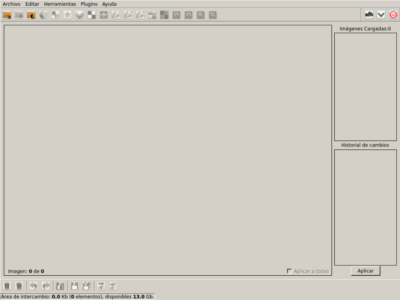 Archivo Editar Herramientas Plugins Ayuda
Imágenes Cargadas:0
Historial de cambios
Imagen: 0 de 0
Aplicar a todas
Aplicar
Área de intercambio: 0.0 Kb (0 elementos), disponibles 13.0 Gb